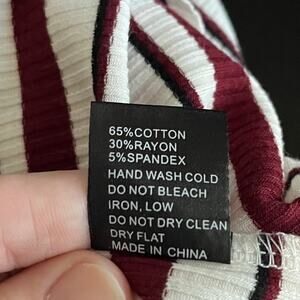 65%COTTON
30%RAYON
5%SPANDEX
HAND WASH COLD
DO NOT BLEACH
IRON, LOW
DO NOT DRY CLEAN
DRY FLAT
MADE IN CHINA